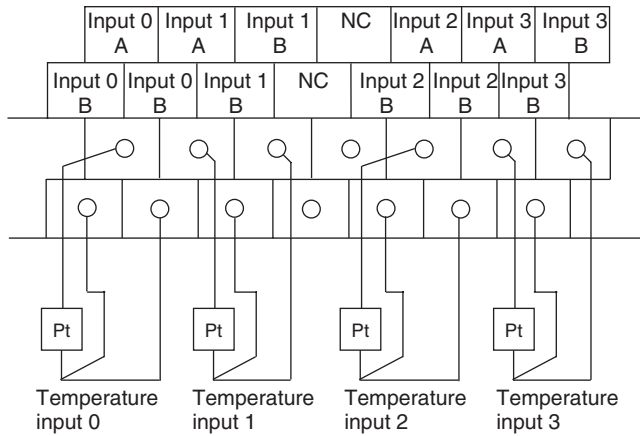 Input 0 Input 1 Input 1 NC Input 2 Input 3 Input 3
A A B A A B
Input 0 Input 0 Input 1 NC Input 2 Input 2 Input 3
B B B B B B
Pt Pt Pt Pt
Temperature Temperature Temperature Temperature
input 0 input 1 input 2 input 3